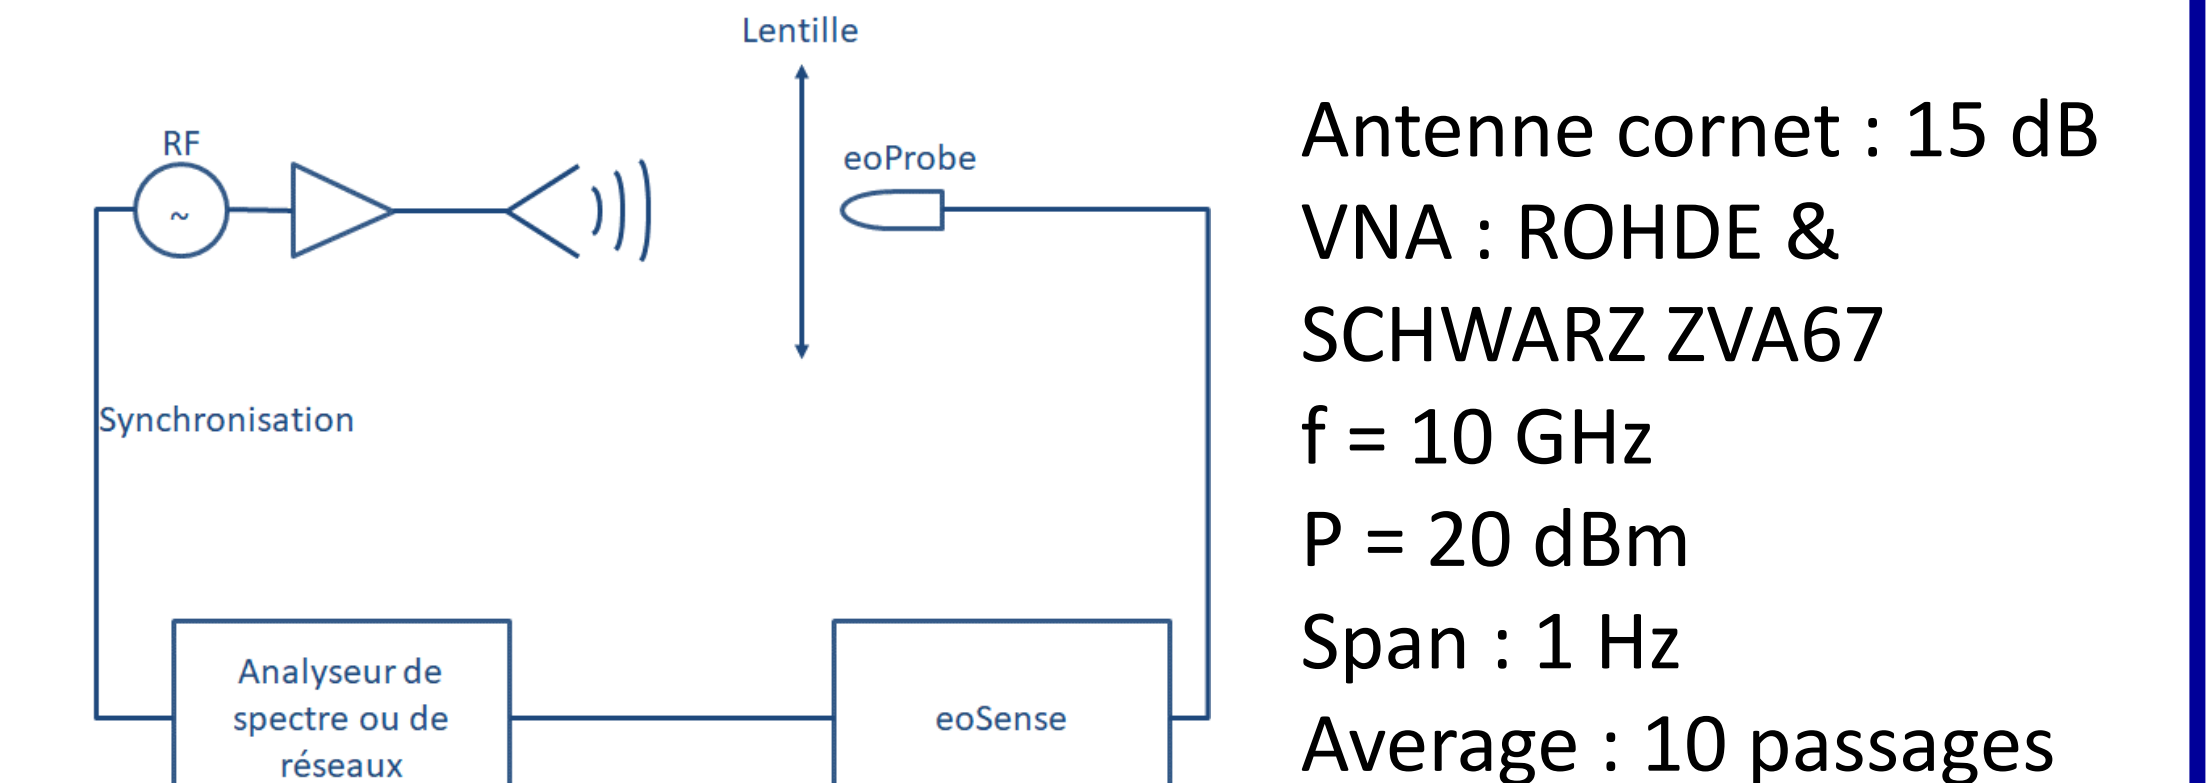 Lentille
RF
~
eoProbe
Synchronisation
Analyseur de
spectre ou de
réseaux
eoSense
Antenne cornet : 15 dB
VNA : ROHDE &
SCHWARZ ZVA67
f = 10 GHz
P = 20 dBm
Span : 1 Hz
Average : 10 passages